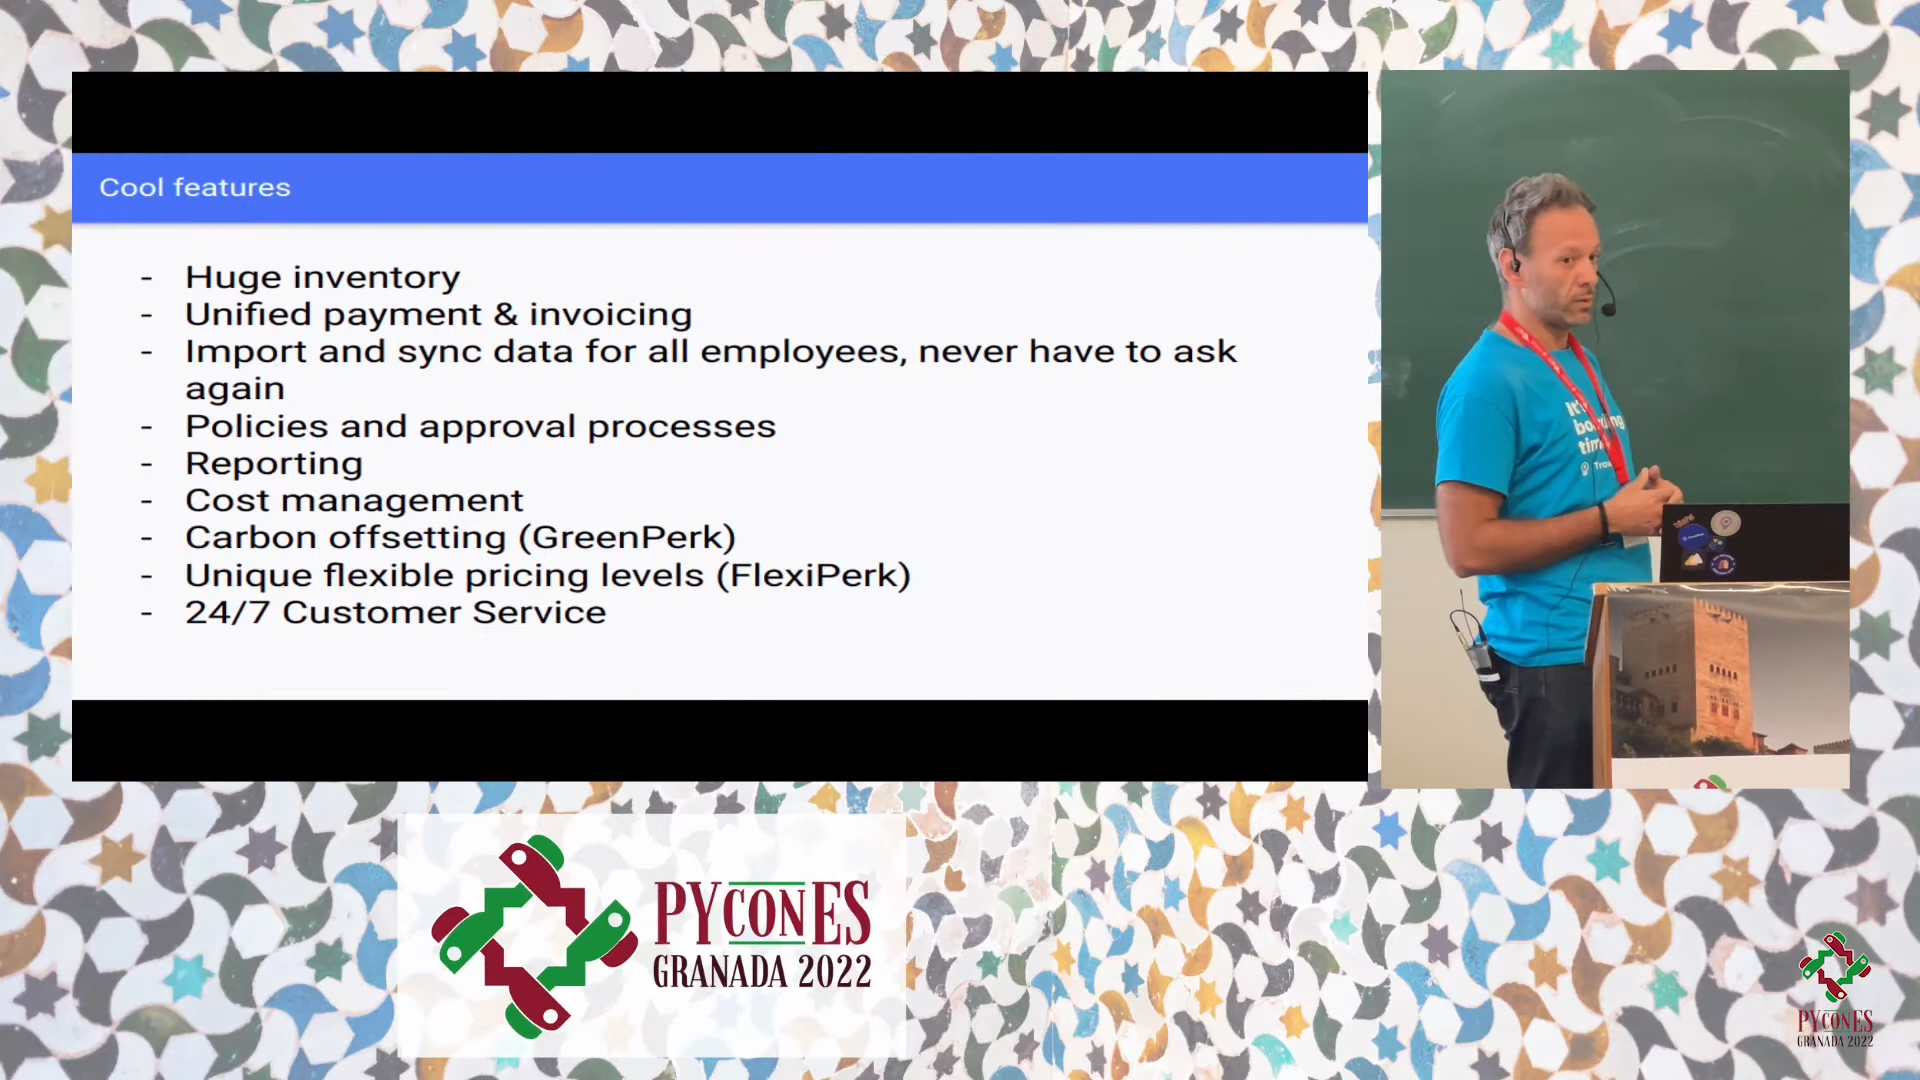 Cool features
- Huge inventory
- Unified payment & invoicing
- Import and sync data for all employees, never have to ask
again
- Policies and approval processes
- Reporting
- Cost management
- Carbon offsetting (GreenPerk)
- Unique flexible pricing levels (FlexiPerk)
- 24/7 Customer Service
It's
time
PYCONES
GRANADA 2022
PYCONES
GRANADA 2022